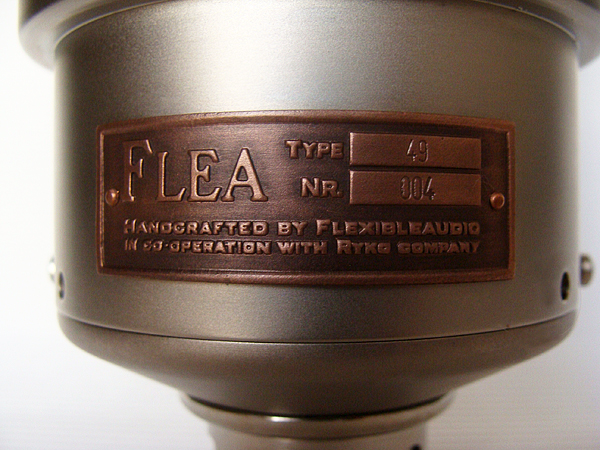 FLEA
TYPE 49
NR. 004
HANDCRAFTED BY FLEXIBLEAUDIO
IN CO-OPERATION WITH RYKO COMPANY